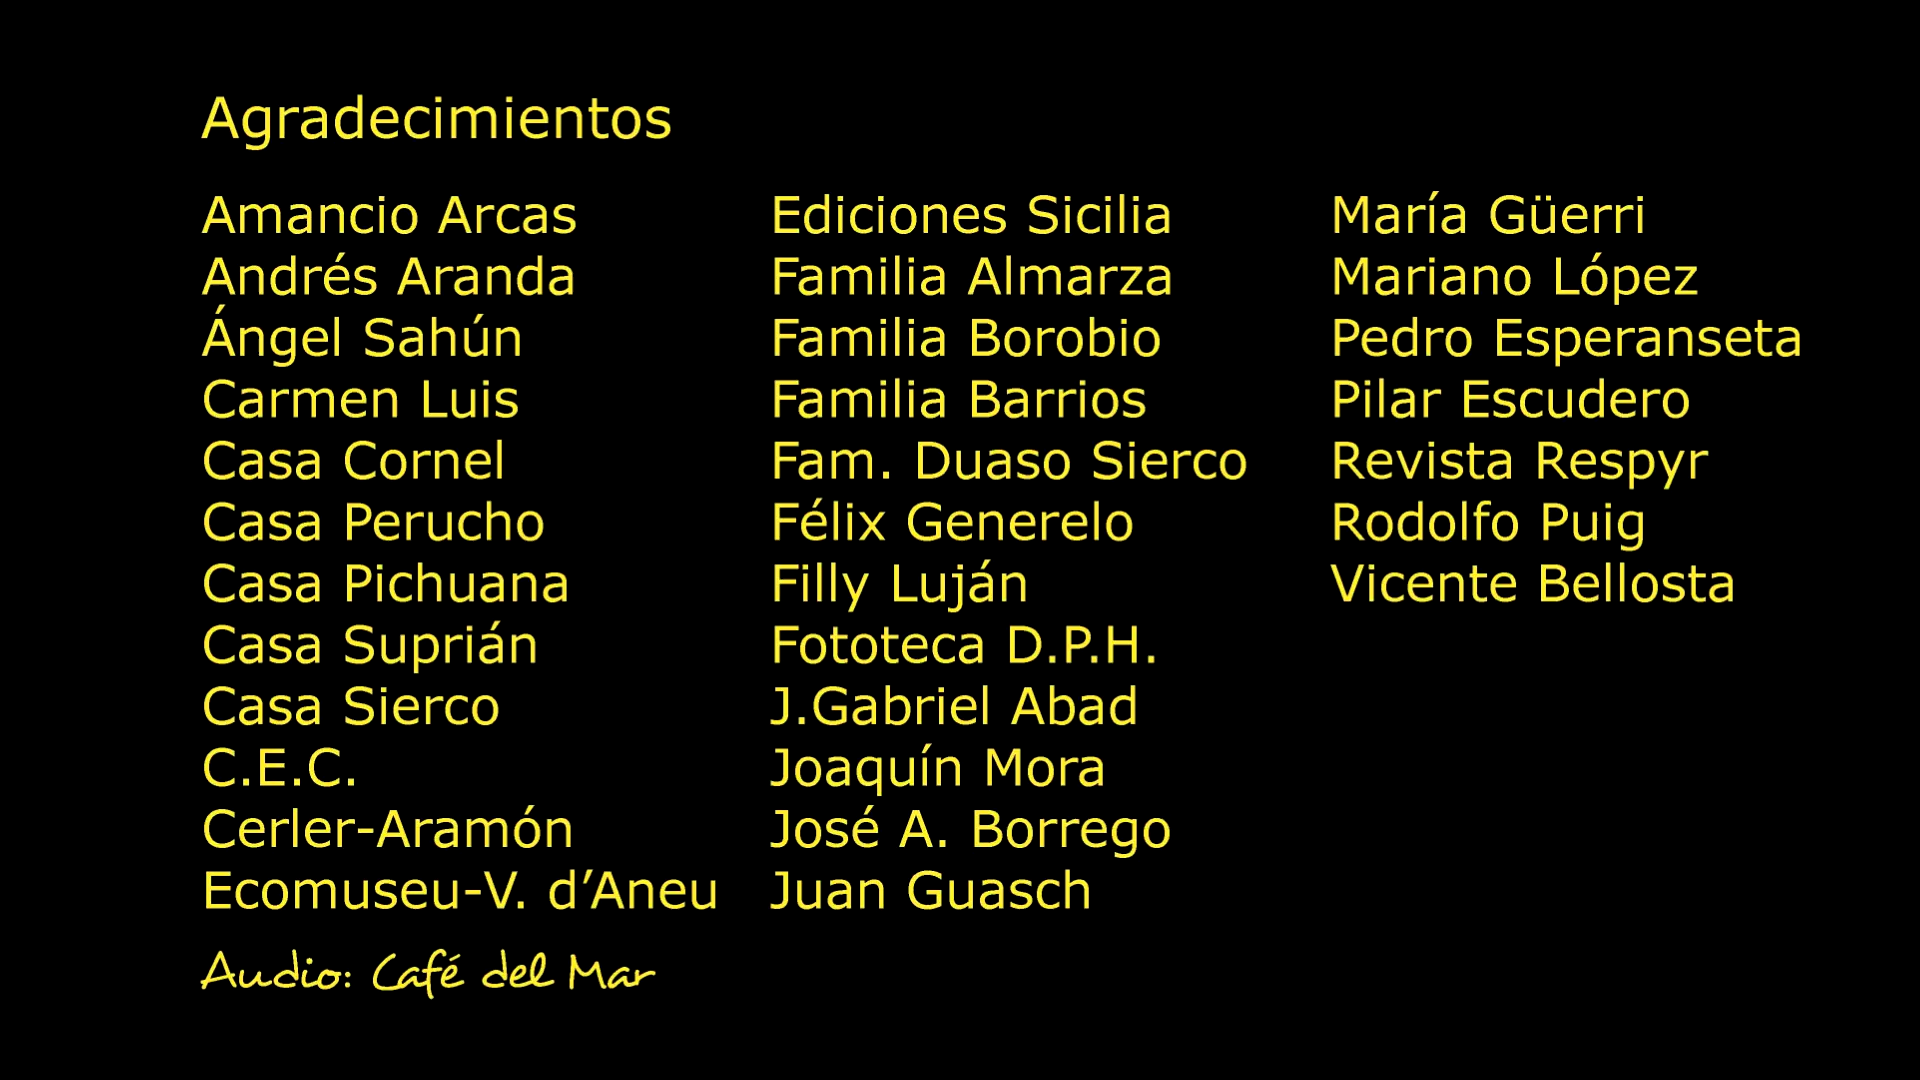 Agradecimientos
Amancio Arcas
Andrés Aranda
Ángel Sahún
Carmen Luis
Casa Cornel
Casa Perucho
Casa Pichuana
Casa Suprián
Casa Sierco
C.E.C.
Cerler-Aramón
Ecomuseu-V. d’Aneu
Ediciones Sicilia
Familia Almarza
Familia Borobio
Familia Barrios
Fam. Duaso Sierco
Félix Generelo
Filly Luján
Fototeca D.P.H.
J.Gabriel Abad
Joaquín Mora
José A. Borrego
Juan Guasch
María Güerri
Mariano López
Pedro Esperanseta
Pilar Escudero
Revista Respyr
Rodolfo Puig
Vicente Bellosta
Audio: Café del Mar